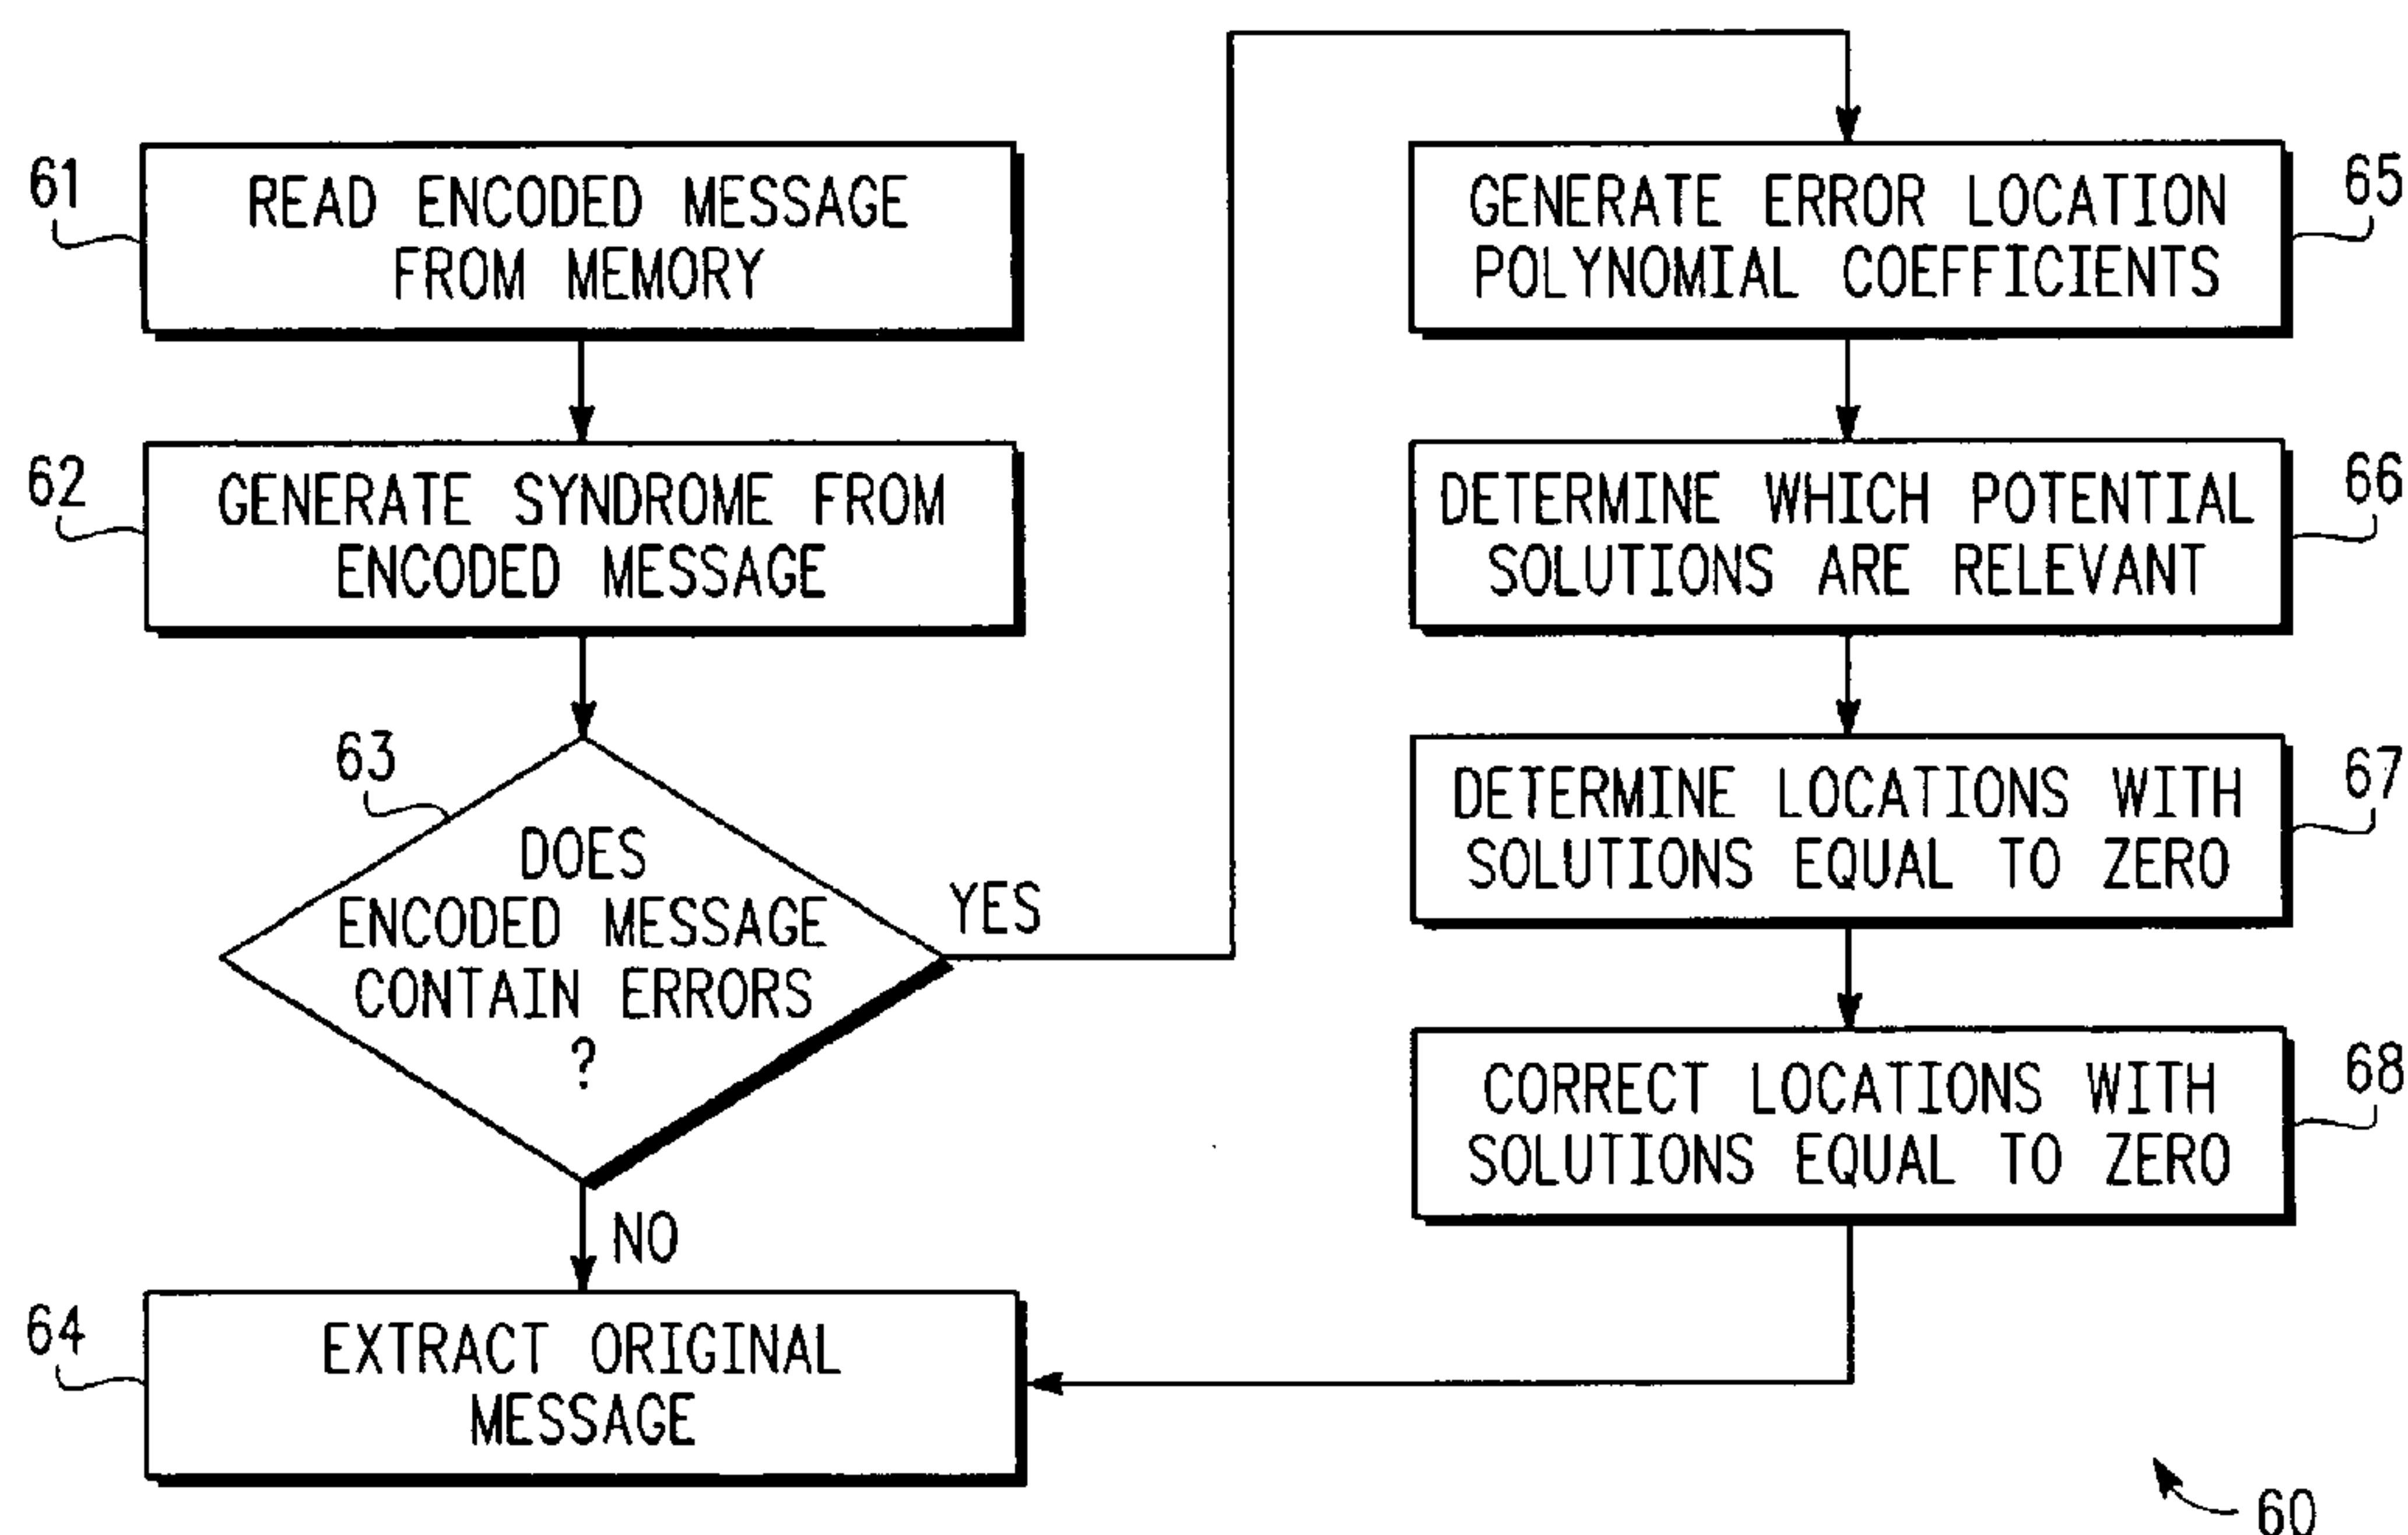 61
READ ENCODED MESSAGE
FROM MEMORY
62
GENERATE SYNDROME FROM
ENCODED MESSAGE
63
DOES
ENCODED MESSAGE
CONTAIN ERRORS
?
YES
NO
64
EXTRACT ORIGINAL
MESSAGE
GENERATE ERROR LOCATION
POLYNOMIAL COEFFICIENTS
65
DETERMINE WHICH POTENTIAL
SOLUTIONS ARE RELEVANT
66
DETERMINE LOCATIONS WITH
SOLUTIONS EQUAL TO ZERO
67
CORRECT LOCATIONS WITH
SOLUTIONS EQUAL TO ZERO
68
60